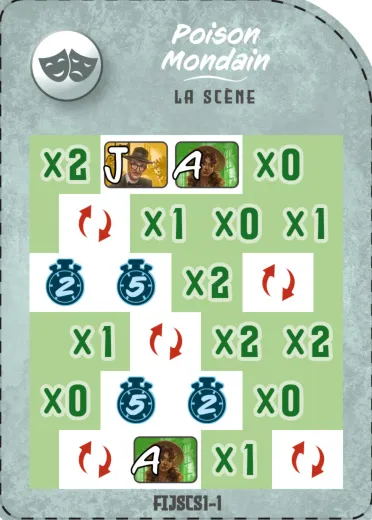 Poison
Mondain
LA SCÈNE
X2 J A X0
X1 X0 X1
2 5 X2
X1 X2 X2
X0 5 2 X0
A X1
FIJSCS1-1